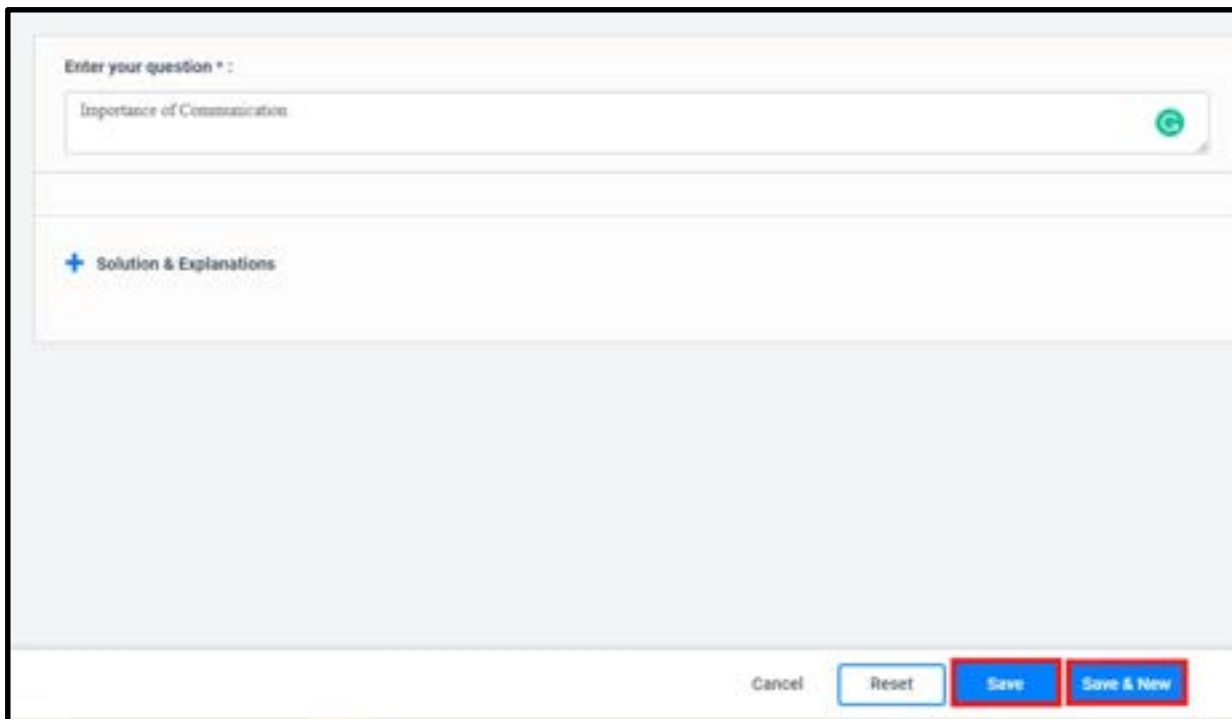 Enter your question * :
Importance of Communication
Solution & Explanations
Cancel Reset Save Save & New